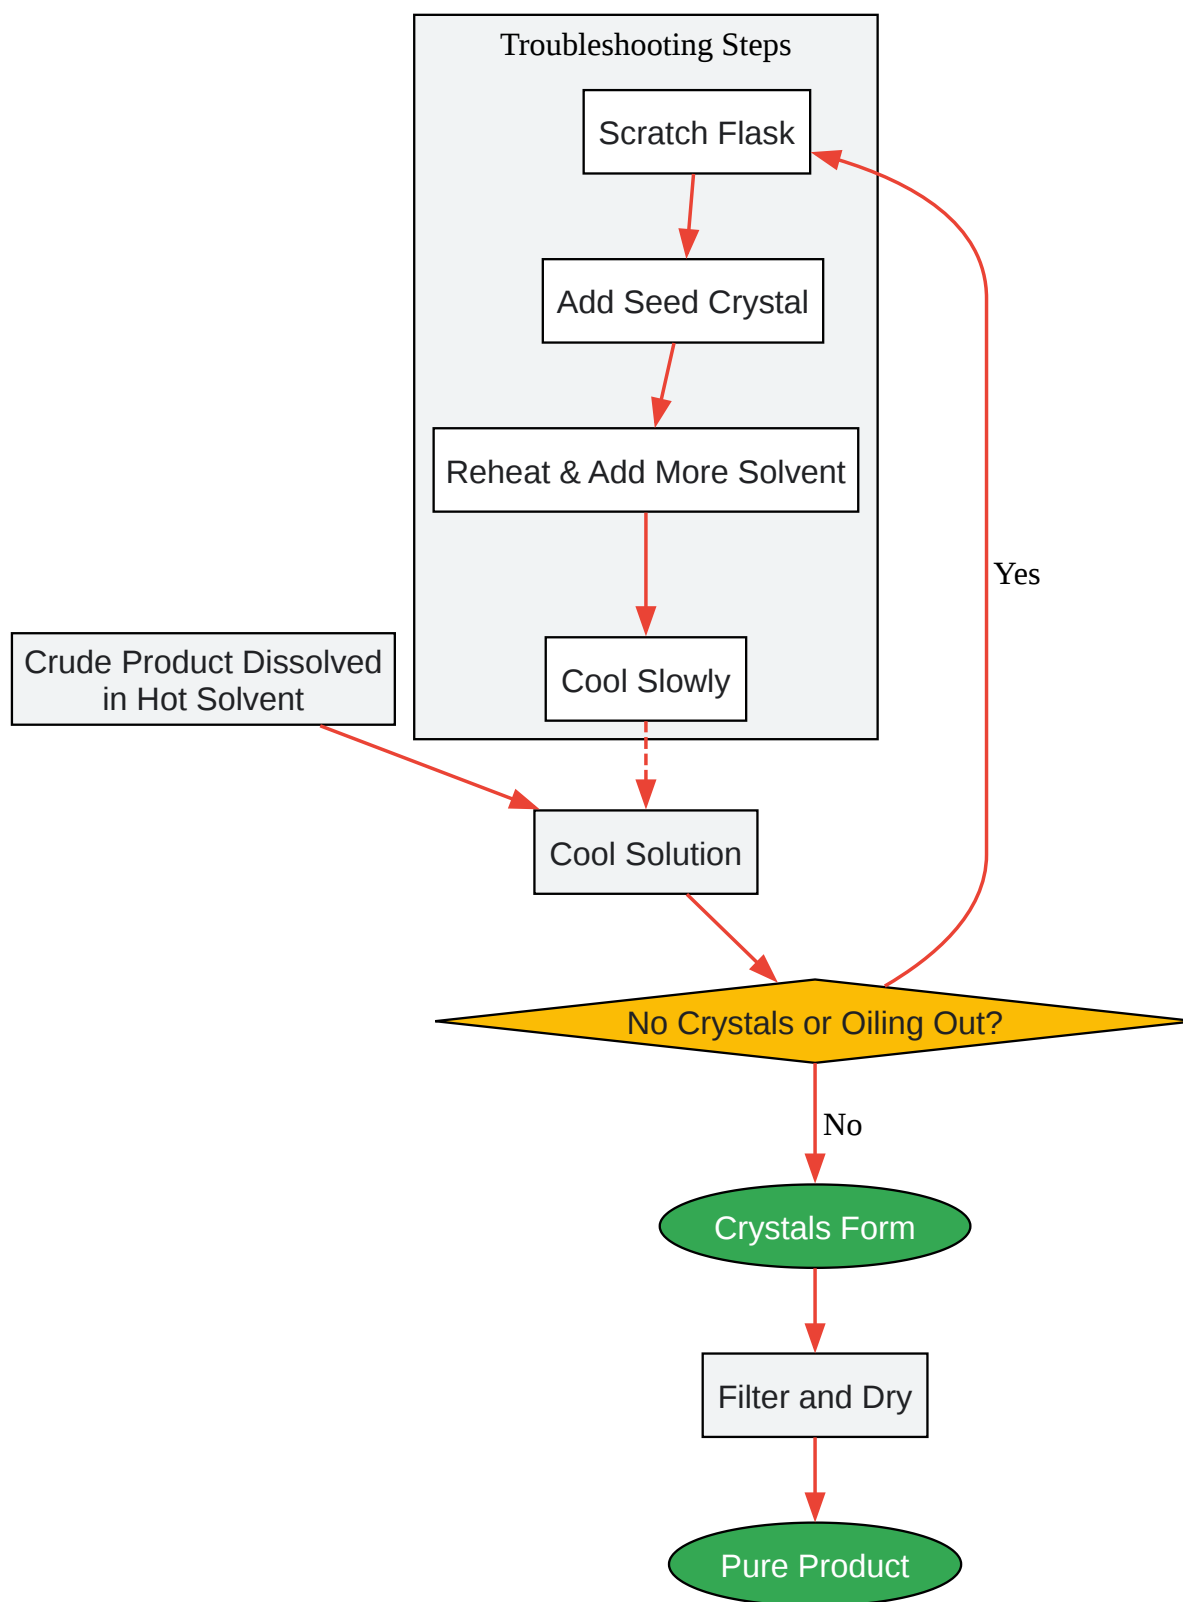 Troubleshooting Steps
Scratch Flask
Add Seed Crystal
Reheat & Add More Solvent
Yes
Crude Product Dissolved
in Hot Solvent
Cool Slowly
Cool Solution
No Crystals or Oiling Out?
No
Crystals Form
Filter and Dry
Pure Product